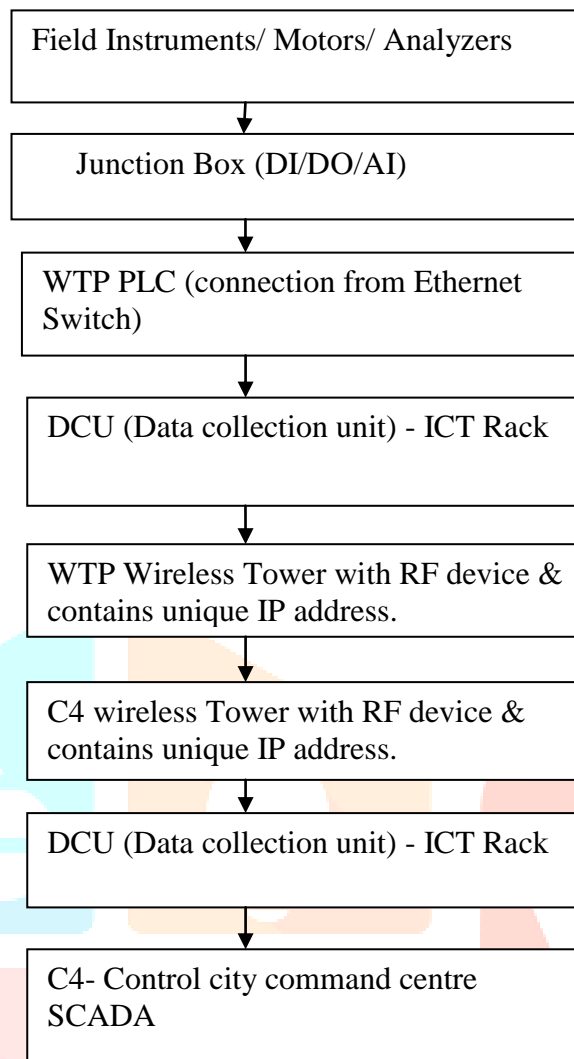 Field Instruments/ Motors/ Analyzers
Junction Box (DI/DO/AI)
WTP PLC (connection from Ethernet
Switch)
DCU (Data collection unit) - ICT Rack
WTP Wireless Tower with RF device &
contains unique IP address.
C4 wireless Tower with RF device &
contains unique IP address.
DCU (Data collection unit) - ICT Rack
C4- Control city command centre
SCADA